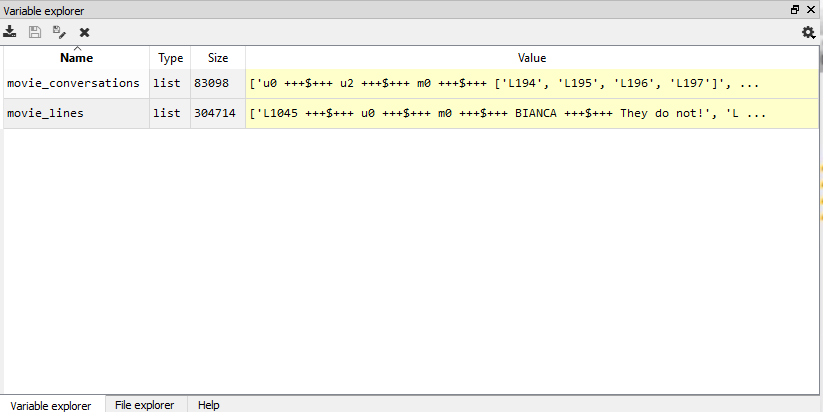 Variable explorer
Name Type Size Value
movie_conversations list 83098 ['u0 +++$+++ u2 +++$+++ m0 +++$+++ ['L194', 'L195', 'L196', 'L197']', ...
movie_lines list 304714 ['L1045 +++$+++ u0 +++$+++ m0 +++$+++ BIANCA +++$+++ They do not!', 'L ...
Variable explorer File explorer Help